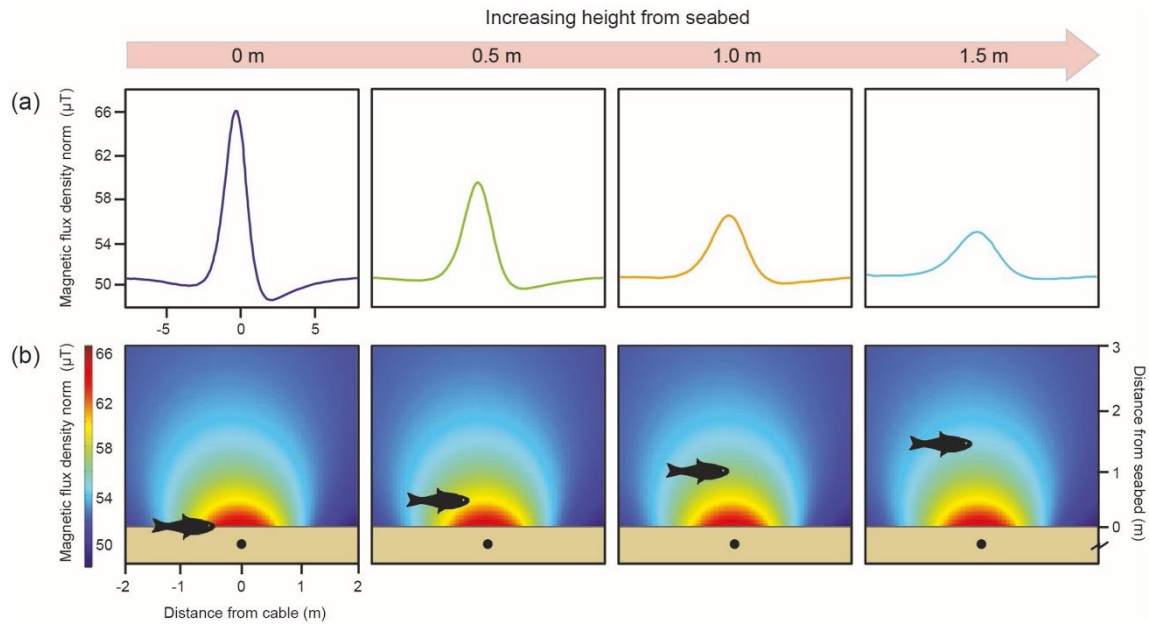 Increasing height from seabed
0 m 0.5 m 1.0 m 1.5 m
(a)
Magnetic flux density norm (µT)
66
62
58
54
50
-5 0 5
(b)
Magnetic flux density norm (µT)
66
62
58
54
50
3
2
1
0
Distance from seabed (m)
-2 -1 0 1 2
Distance from cable (m)